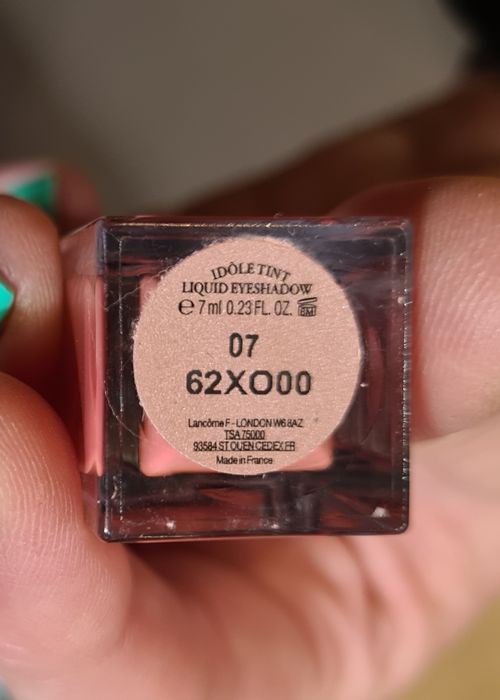 IDÔLE TINT
LIQUID EYESHADOW
℮ 7 ml 0.23 FL. OZ. 6M
07
62XO00
Lancôme F - LONDON W6 8AZ
TSA 75000
93584 ST OUEN CEDEX FR
Made in France